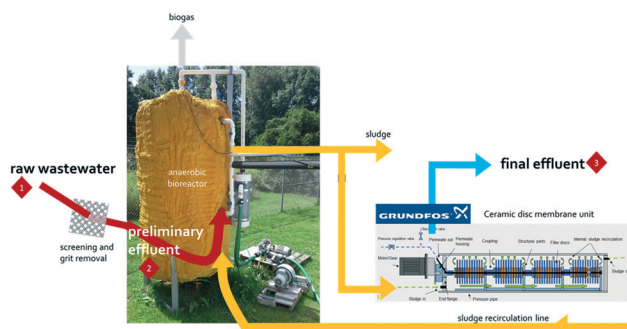 biogas
raw wastewater
1
screening and
grit removal
anaerobic
bioreactor
preliminary
effluent
2
sludge
final effluent
3
GRUNDFOS
Ceramic disc membrane unit
Pressure regulation valve
Permeate out
Permeate
housing
Coupling
Structural parts
Filter discs
Internal sludge recirculation
Motor/Gear
Sludge in
End flange
Pressure pipe
sludge recirculation line